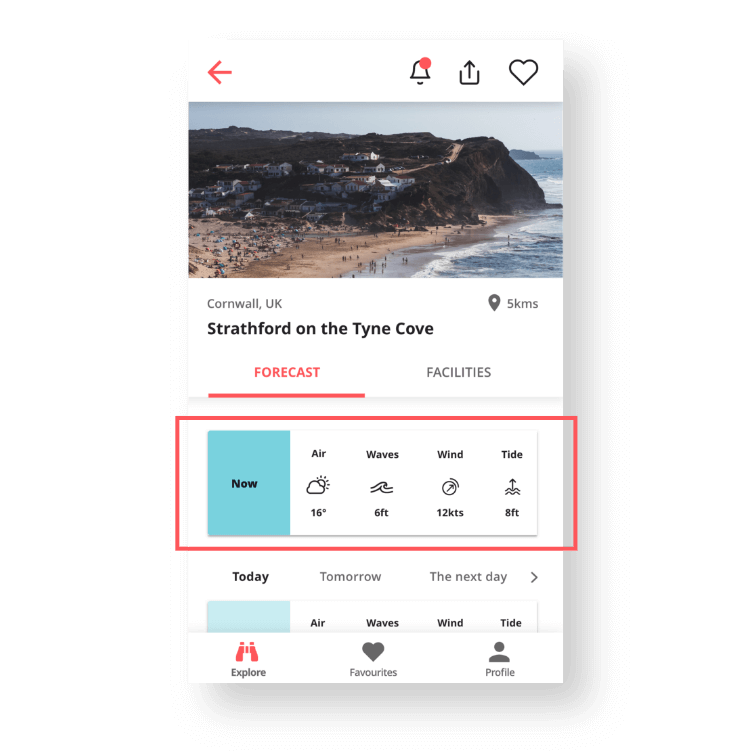 Cornwall, UK 5kms
Strathford on the Tyne Cove
FORECAST FACILITIES
Air Waves Wind Tide
Now
16° 6ft 12kts 8ft
Today Tomorrow The next day
Air Waves Wind Tide
Explore Favourites Profile